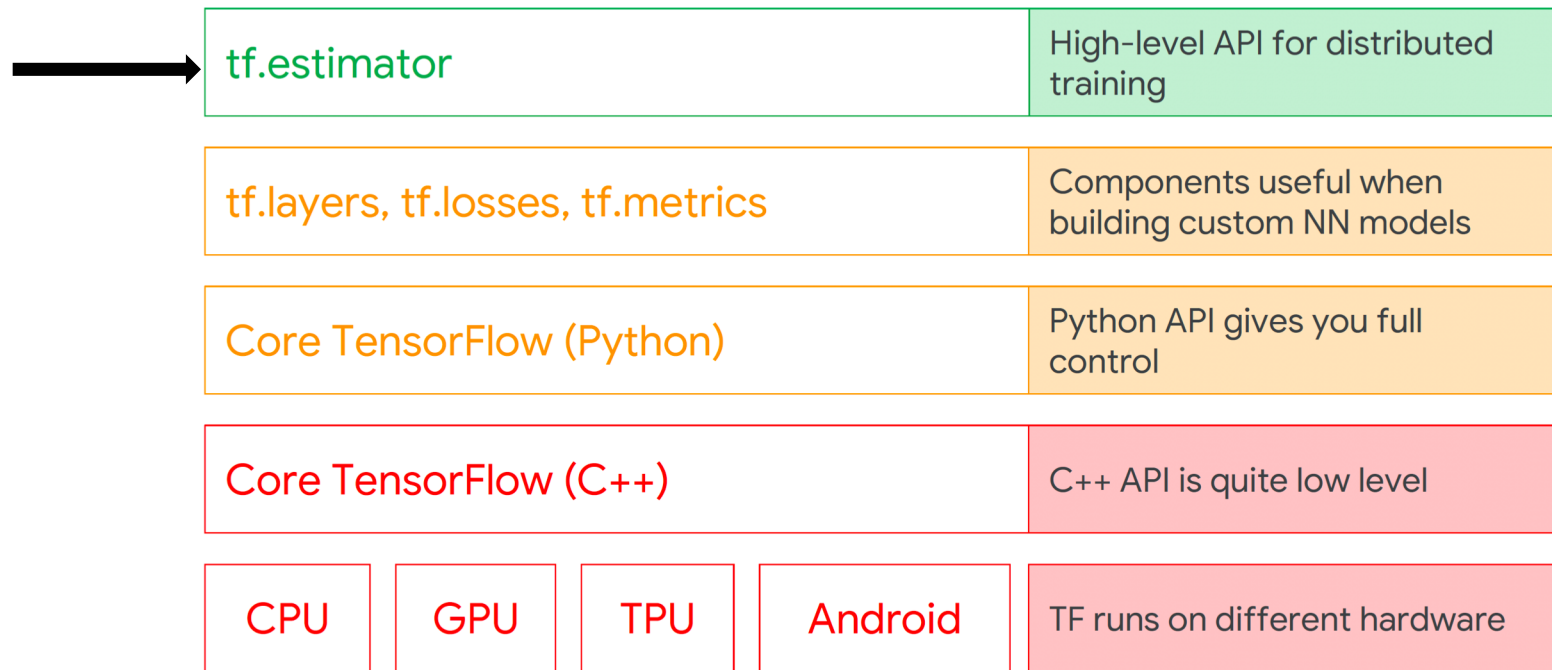 tf.estimator
High-level API for distributed
training
tf.layers, tf.losses, tf.metrics
Components useful when
building custom NN models
Core TensorFlow (Python)
Python API gives you full
control
Core TensorFlow (C++)
C++ API is quite low level
CPU
GPU
TPU
Android
TF runs on different hardware